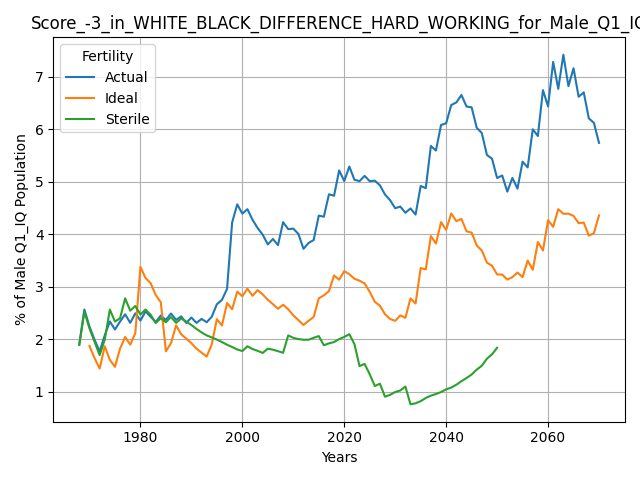 Score_-3_in_WHITE_BLACK_DIFFERENCE_HARD_WORKING_for_Male_Q1_IQ
Fertility
Actual
Ideal
Sterile
% of Male Q1_IQ Population
7
6
5
4
3
2
1
1980 2000 2020 2040 2060
Years